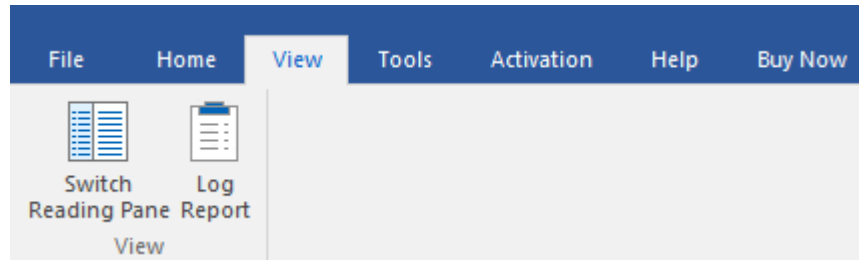 File Home View Tools Activation Help Buy Now
Switch Log
Reading Pane Report
View